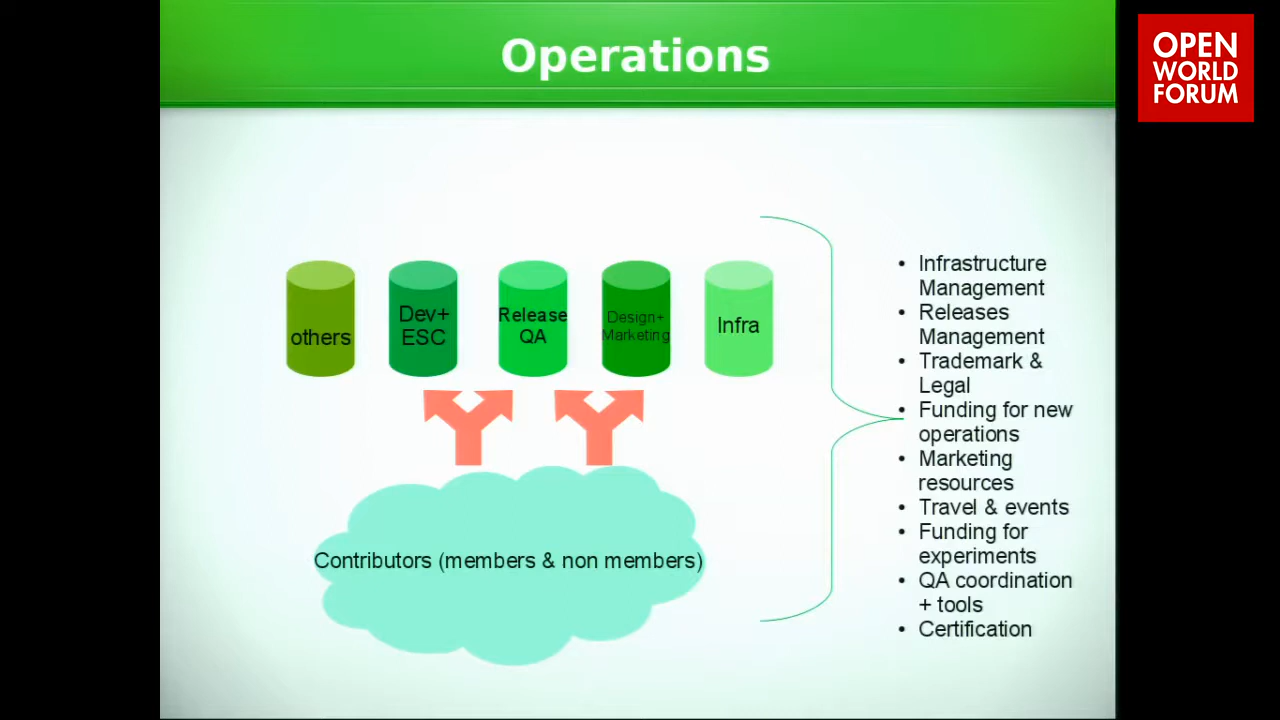 Operations
OPEN
WORLD
FORUM
others
Dev+
ESC
Release
QA
Design+
Marketing
Infra
Contributors (members & non members)
• Infrastructure
Management
• Releases
Management
• Trademark &
Legal
• Funding for new
operations
• Marketing
resources
• Travel & events
• Funding for
experiments
• QA coordination
+ tools
• Certification